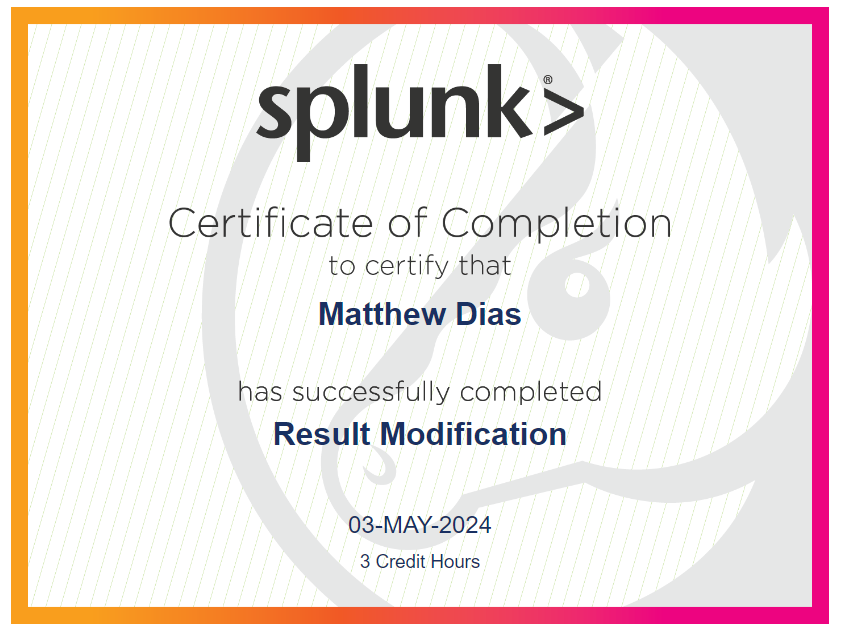 splunk>®
Certificate of Completion
to certify that
Matthew Dias
has successfully completed
Result Modification
03-MAY-2024
3 Credit Hours